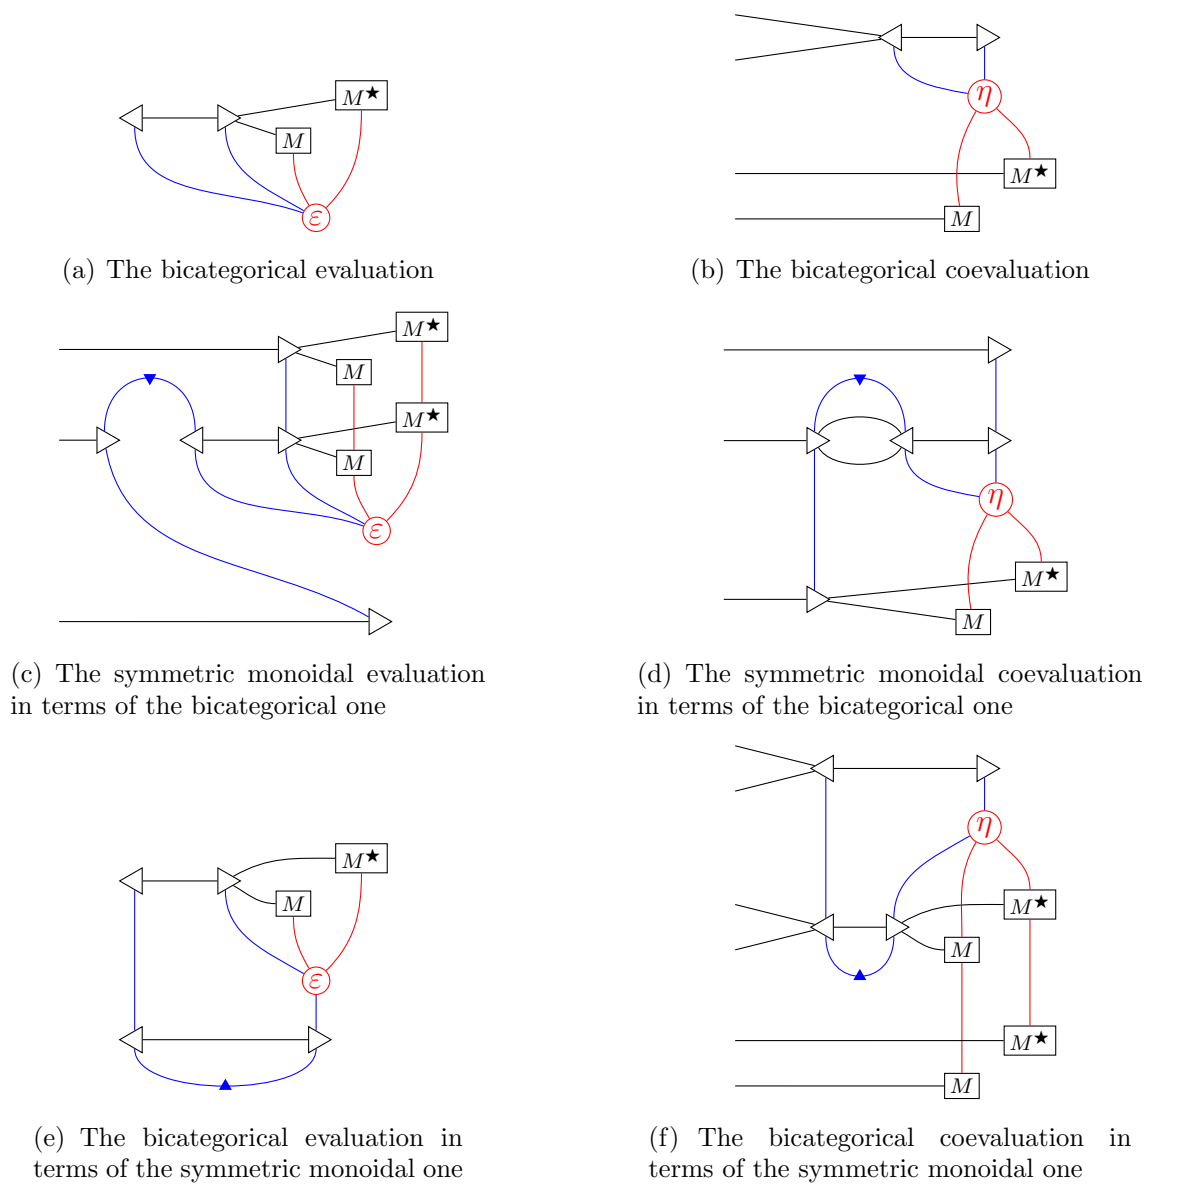 M★
M
ε
(a) The bicategorical evaluation
η
M★
M
(b) The bicategorical coevaluation
M★
M
M★
M
ε
(c) The symmetric monoidal evaluation
in terms of the bicategorical one
η
M★
M
(d) The symmetric monoidal coevaluation
in terms of the bicategorical one
M★
M
ε
(e) The bicategorical evaluation in
terms of the symmetric monoidal one
η
M★
M
M★
M
(f) The bicategorical coevaluation in
terms of the symmetric monoidal one